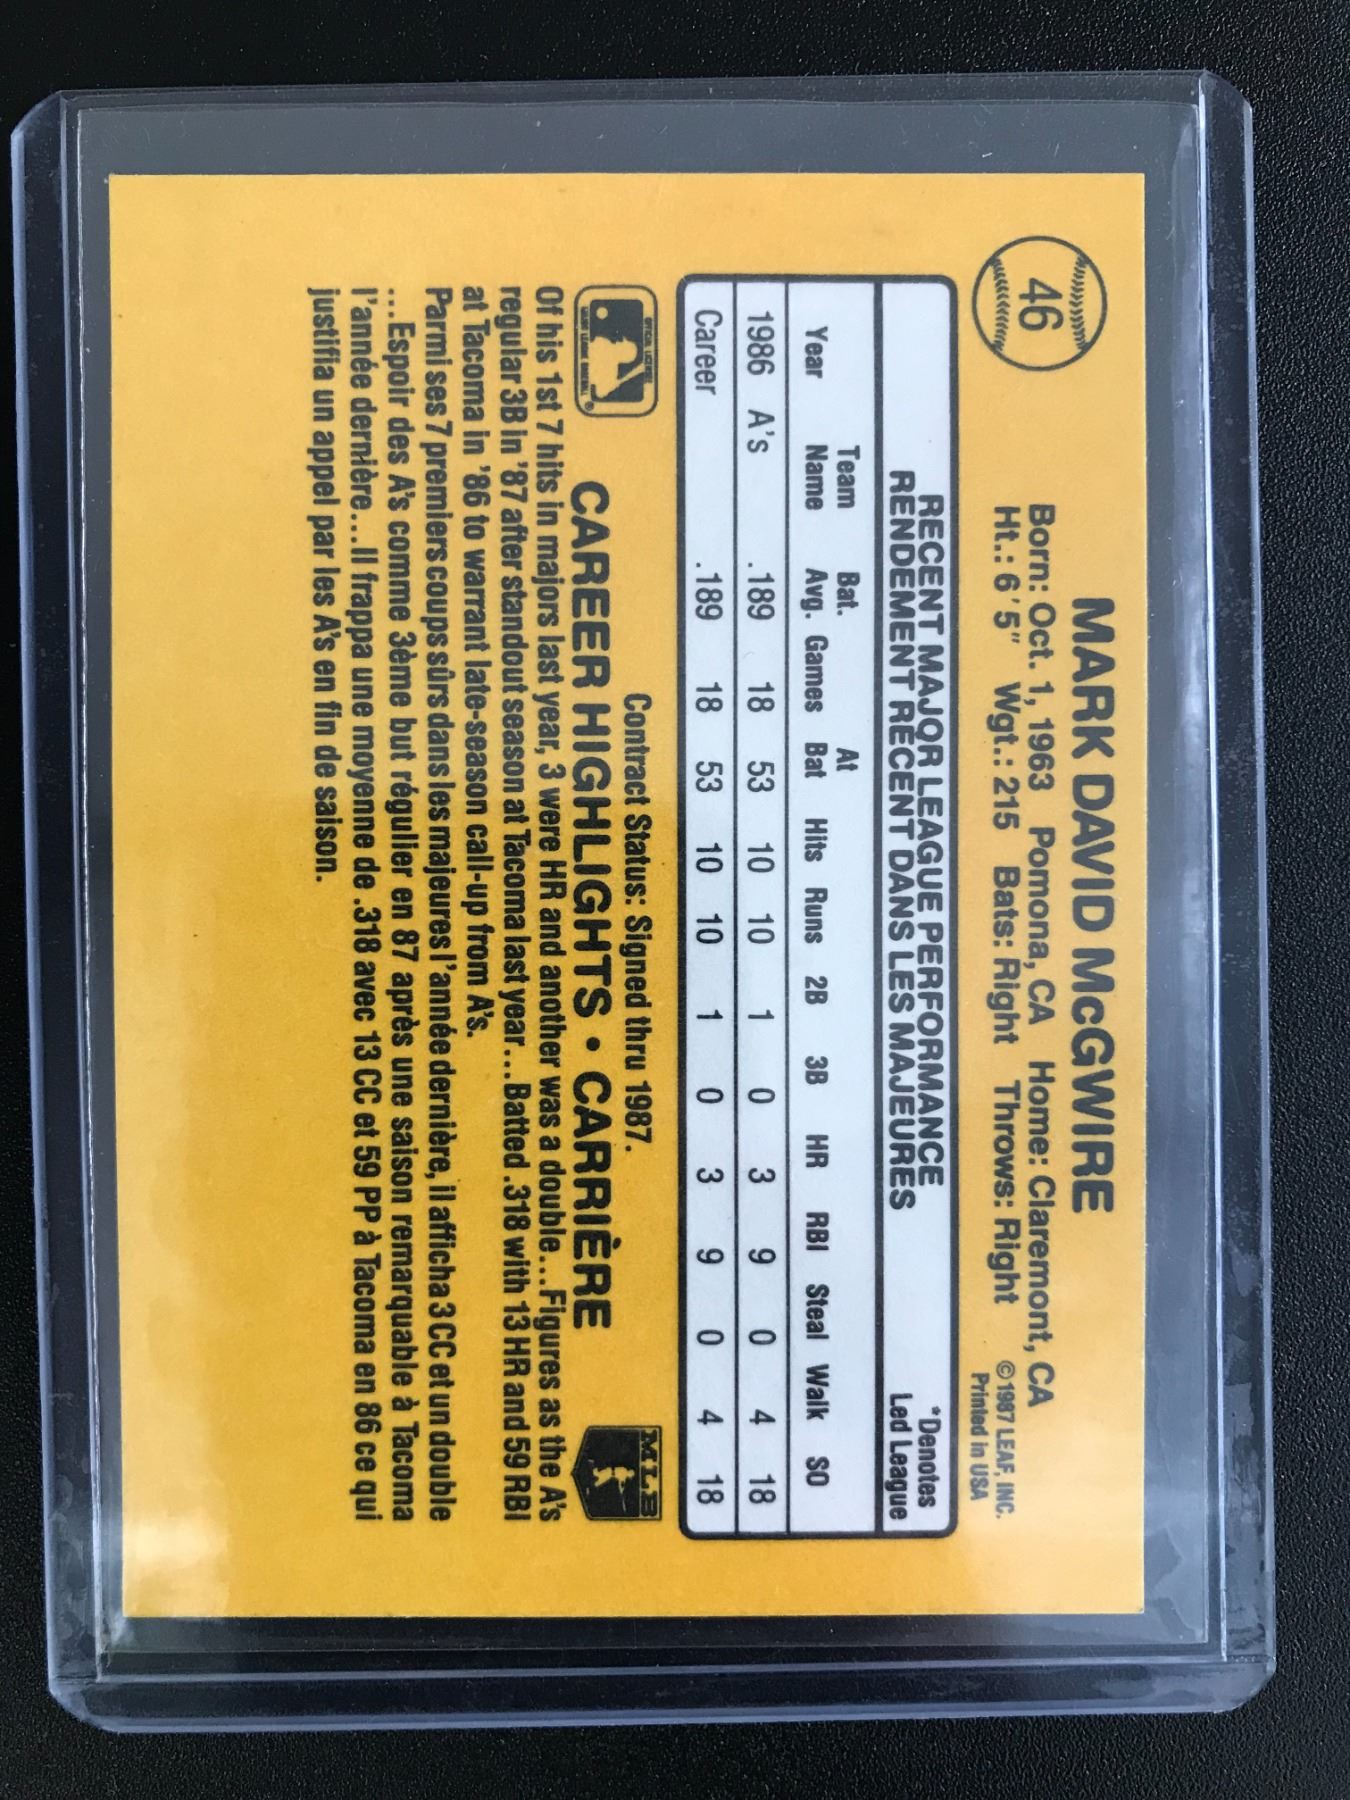 46
MARK DAVID McGWIRE
Born: Oct. 1, 1963 Pomona, CA Home: Claremont, CA
Ht.: 6'5" Wgt.: 215 Bats: Right Throws: Right
©1987 LEAF, INC.
Printed in USA
RECENT MAJOR LEAGUE PERFORMANCE
RENDEMENT RECENT DANS LES MAJEURES
*Denotes
Led League
Team Bat. At
Year Name Avg. Games Bat Hits Runs 2B 3B HR RBI Steal Walk SO
1986 A's .189 18 53 10 10 1 0 3 9 0 4 18
Career .189 18 53 10 10 1 0 3 9 0 4 18
Contract Status: Signed thru 1987.
CAREER HIGHLIGHTS • CARRIÈRE
MLB
Of his 1st 7 hits in majors last year, 3 were HR and another was a double...Figures as the A's
regular 3B in '87 after standout season at Tacoma last year...Batted .318 with 13 HR and 59 RBI
at Tacoma in '86 to warrant late-season call-up from A's.
Parmi ses 7 premiers coups sûrs dans les majeures l'année dernière, il afficha 3 CC et un double
...Espoir des A's comme 3ème but régulier en 87 après une saison remarquable à Tacoma
l'année dernière...Il frappa une moyenne de .318 avec 13 CC et 59 PP à Tacoma en 86 ce qui
justifia un appel par les A's en fin de saison.